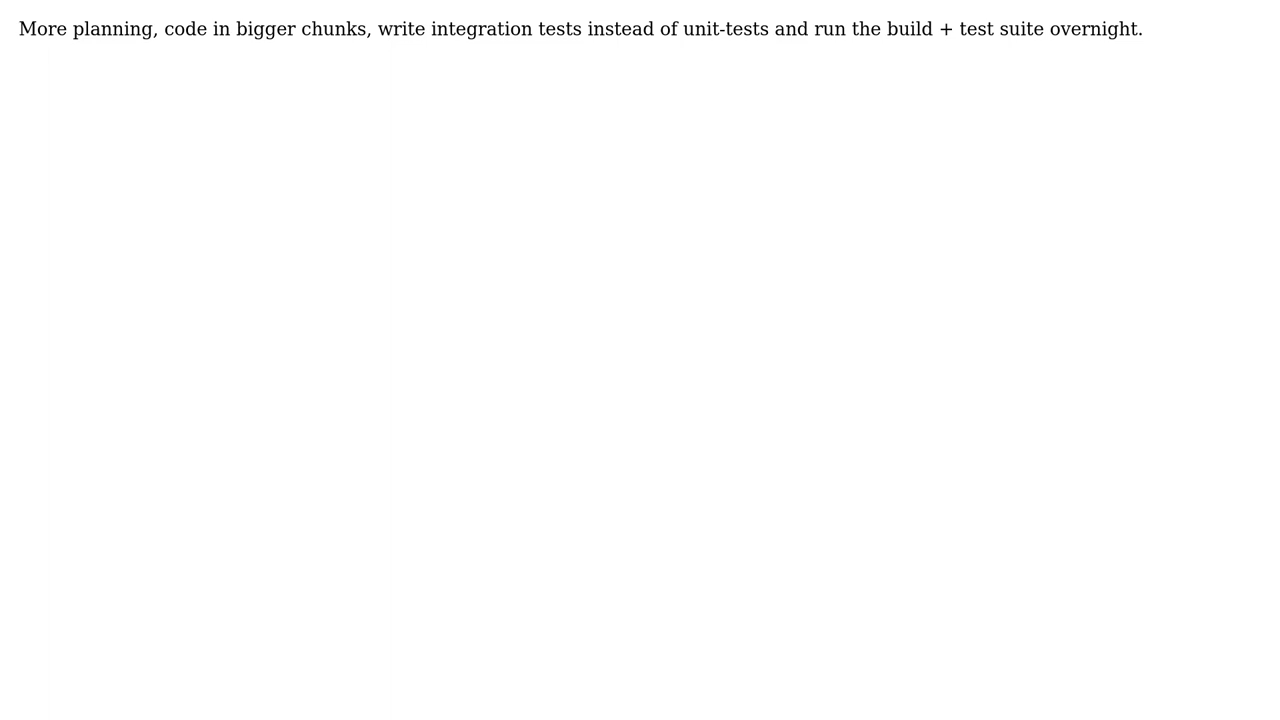 More planning, code in bigger chunks, write integration tests instead of unit-tests and run the build + test suite overnight.